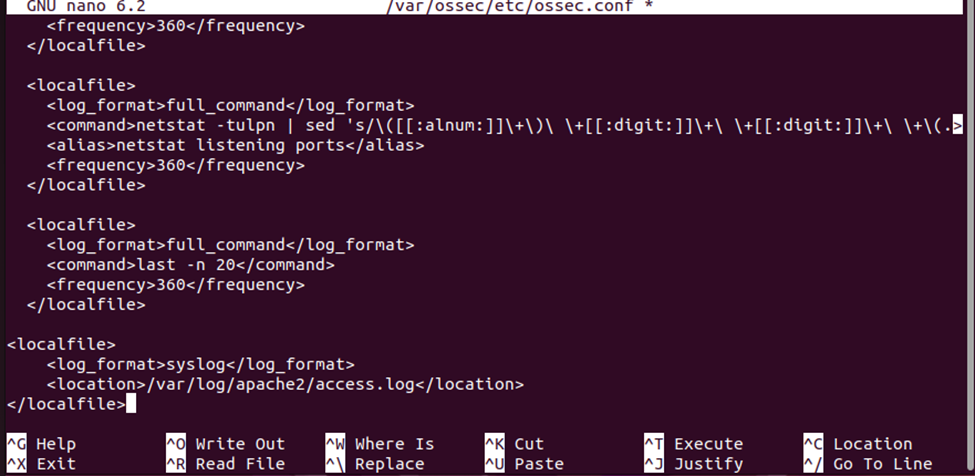 GNU nano 6.2 /var/ossec/etc/ossec.conf *
<frequency>360</frequency>
</localfile>
<localfile>
<log_format>full_command</log_format>
<command>netstat -tulpn | sed 's/\([[:alnum:]]\+\)\ \+[[:digit:]]\+\ \+[[:digit:]]\+\ \+\(.>
<alias>netstat listening ports</alias>
<frequency>360</frequency>
</localfile>
<localfile>
<log_format>full_command</log_format>
<command>last -n 20</command>
<frequency>360</frequency>
</localfile>
<localfile>
<log_format>syslog</log_format>
<location>/var/log/apache2/access.log</location>
</localfile>
^G Help ^O Write Out ^W Where Is ^K Cut ^T Execute ^C Location
^X Exit ^R Read File ^\ Replace ^U Paste ^J Justify ^/ Go To Line